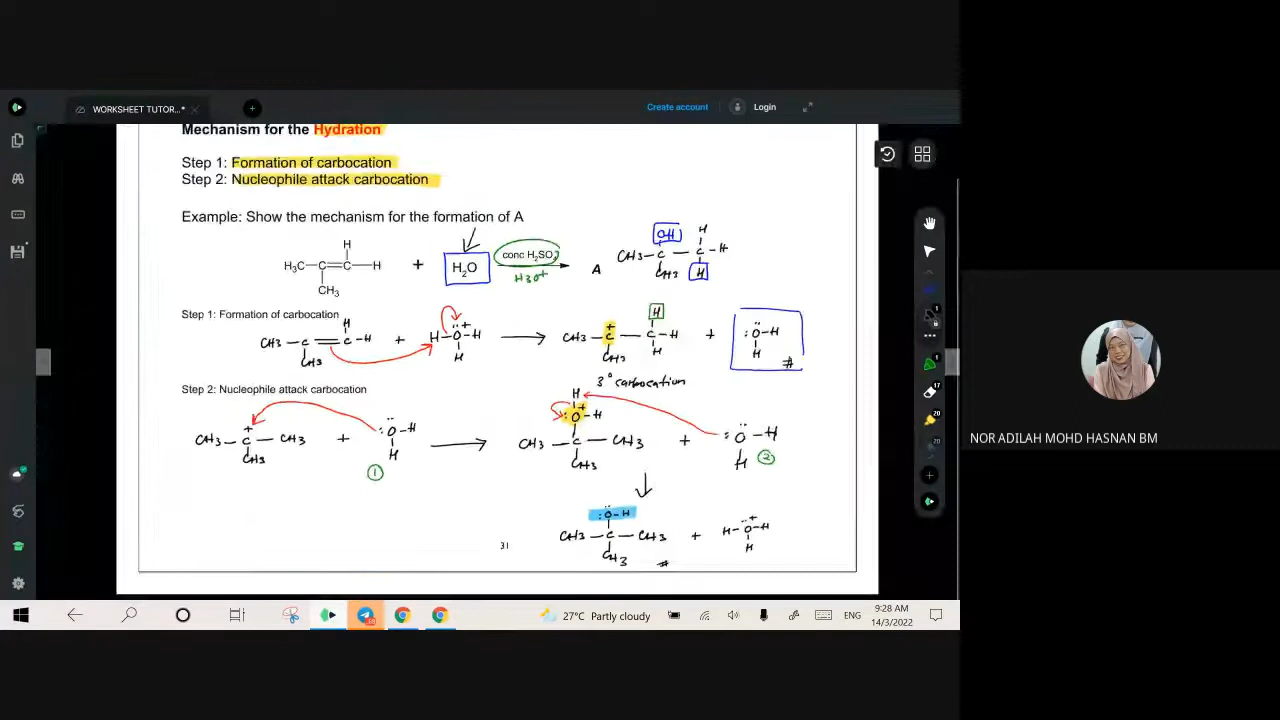 WORKSHEET TUTOR...*
Create account
Login
Mechanism for the Hydration
Step 1: Formation of carbocation
Step 2: Nucleophile attack carbocation
Example: Show the mechanism for the formation of A
H
H3C C C H
CH3
+
H2O
conc H2SO4
H3O+
A
OH H
CH3 C C H
CH3 H
Step 1: Formation of carbocation
H
CH3 C C H
CH3
+
H O+ H
H
CH3 C+ C H
H
CH3 H
+
:O H
H
#
3° carbocation
Step 2: Nucleophile attack carbocation
CH3 C+ CH3
CH3
+
:O H
H
1
H
:O+ H
CH3 C CH3
CH3
+
:O H
H
2
:O-H
CH3 C CH3
CH3
#
+
H O+ H
H
31
NOR ADILAH MOHD HASNAN BM
27°C Partly cloudy
ENG
9:28 AM
14/3/2022